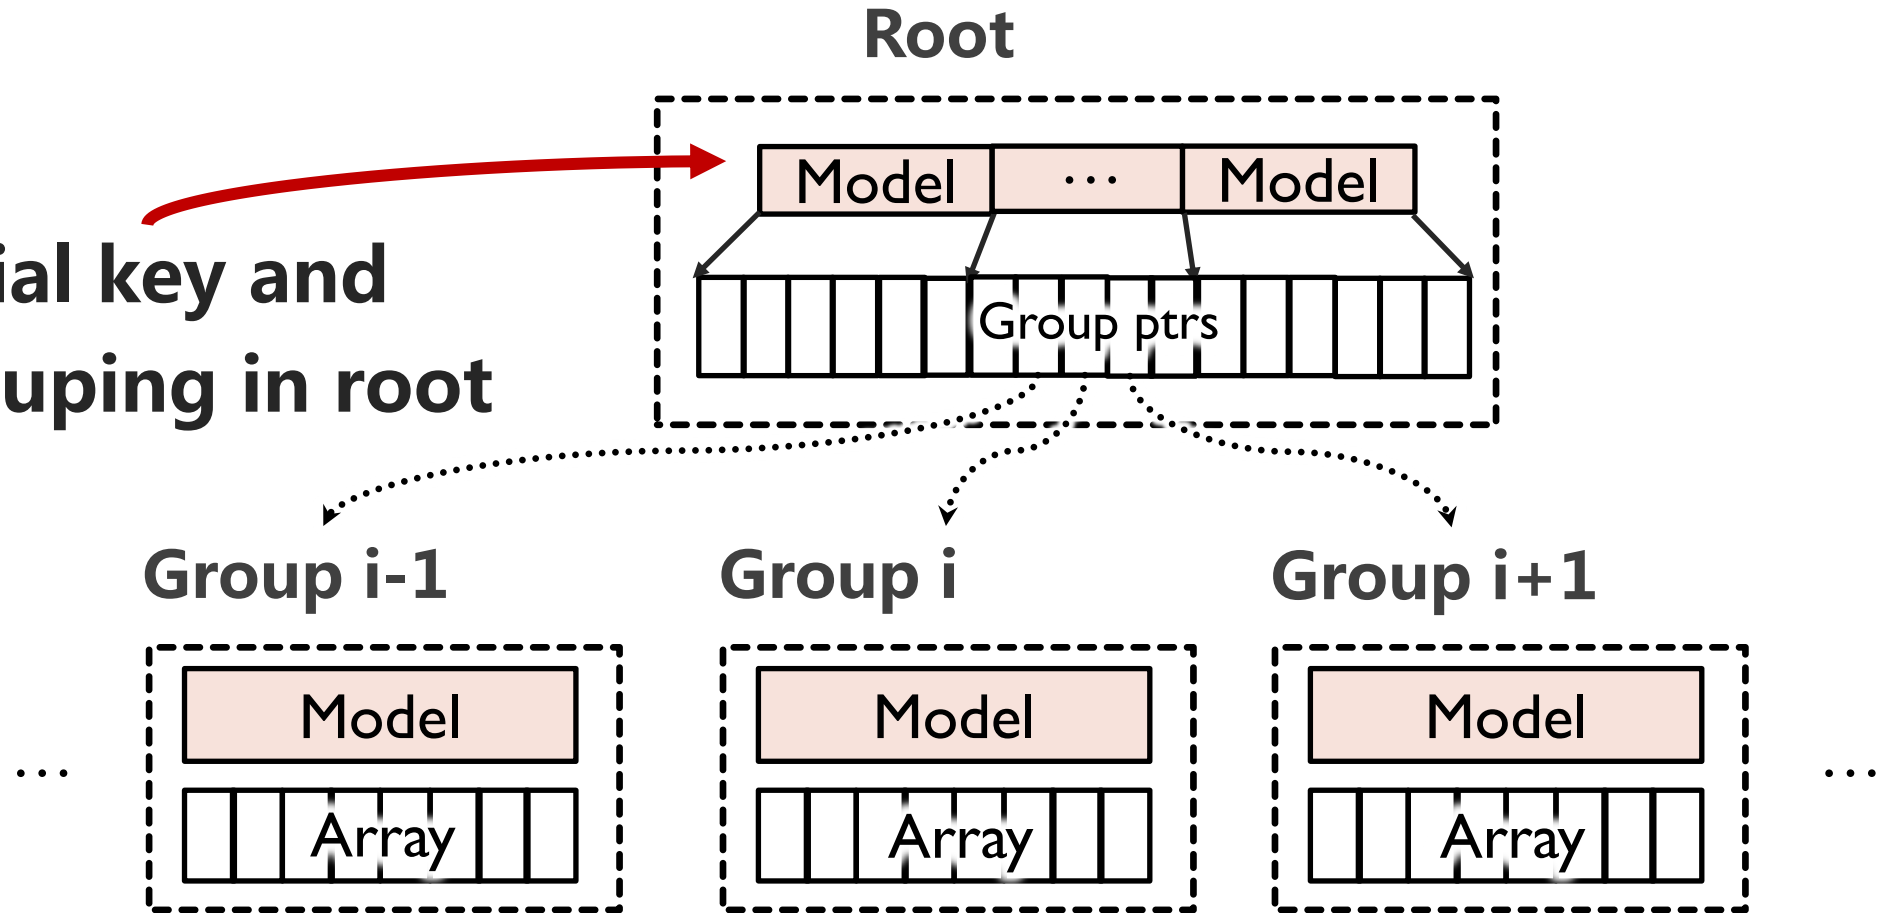 Root
Model ... Model
ial key and
Group ptrs
uping in root
Group i-1 Group i Group i+1
Model Model Model
... ...
Array Array Array